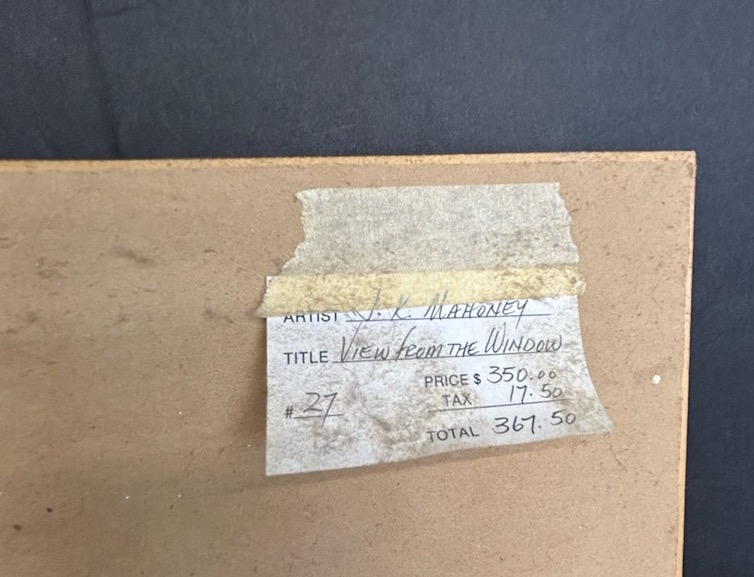 ARTIST J. K. MAHONEY
TITLE VIEW from THE WINDOW
PRICE $ 350.00
# 27 TAX 17.50
TOTAL 367.50